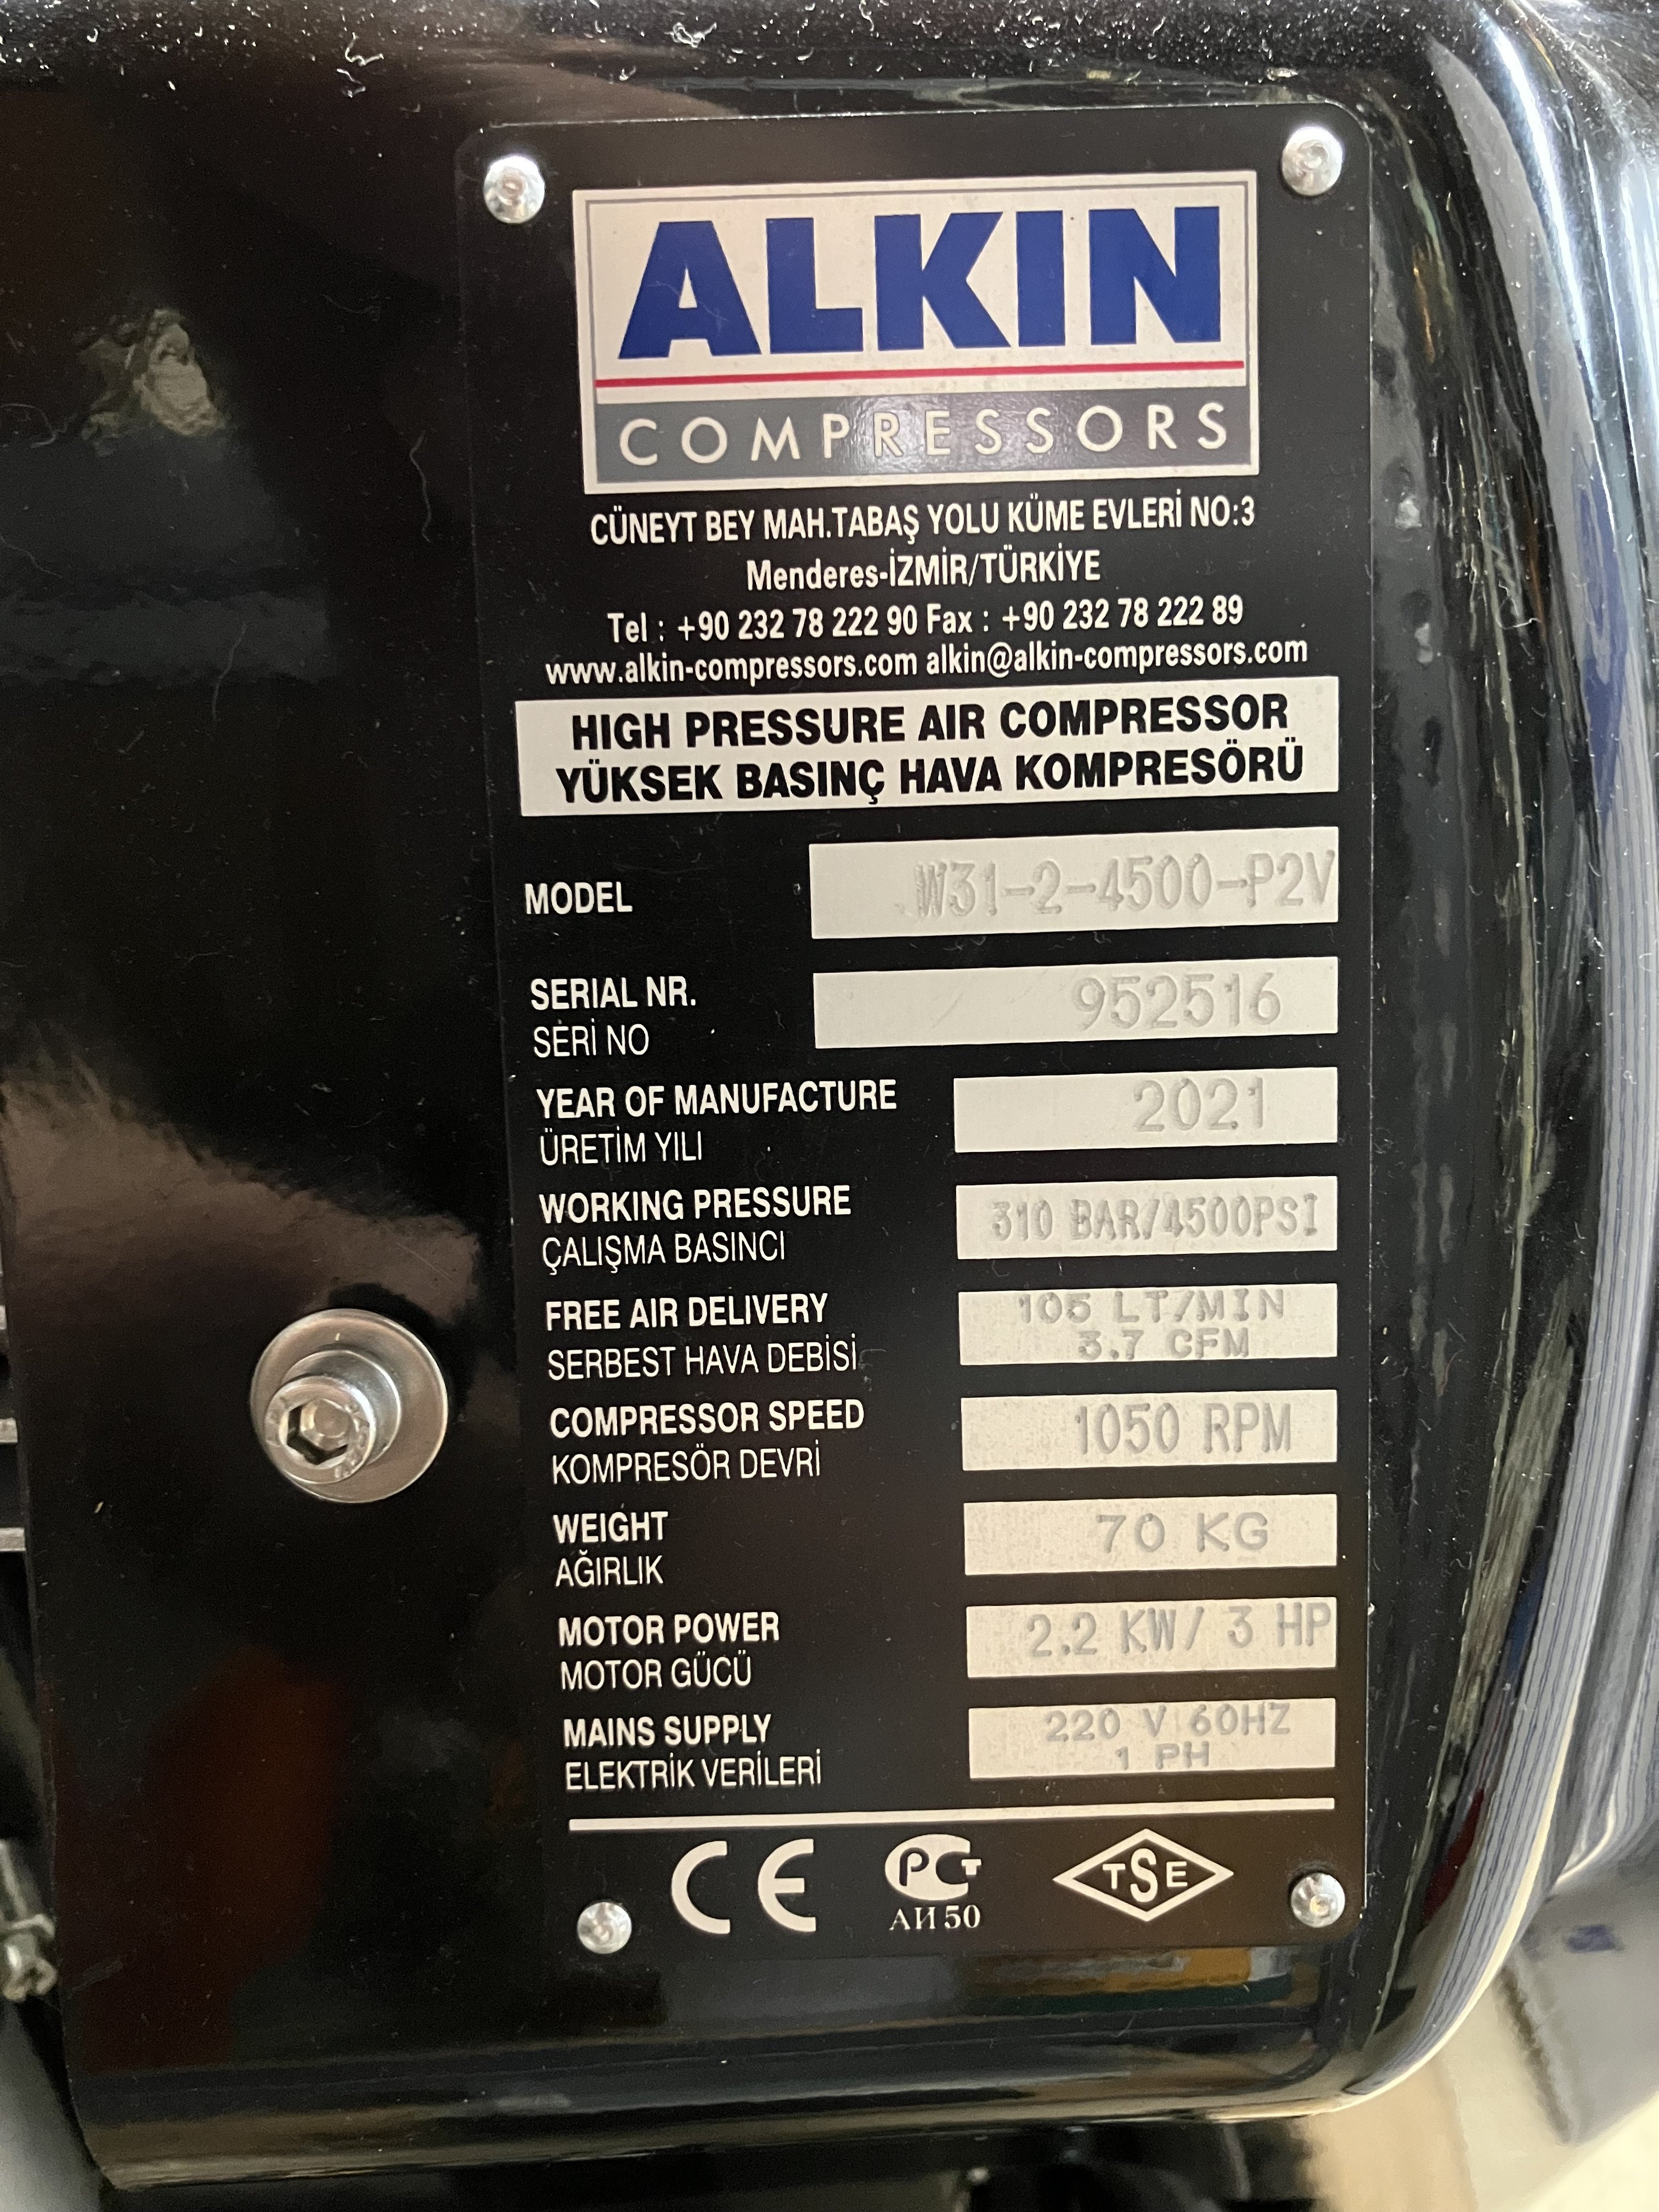 ALKIN
COMPRESSORS
CÜNEYT BEY MAH.TABAŞ YOLU KÜME EVLERİ NO:3
Menderes-İZMİR/TÜRKİYE
Tel : +90 232 78 222 90 Fax : +90 232 78 222 89
www.alkin-compressors.com alkin@alkin-compressors.com
HIGH PRESSURE AIR COMPRESSOR
YÜKSEK BASINÇ HAVA KOMPRESÖRÜ
MODEL W31-2-4500-P2V
SERIAL NR. 952516
SERİ NO
YEAR OF MANUFACTURE 2021
ÜRETİM YILI
WORKING PRESSURE 310 BAR/4500PSI
ÇALIŞMA BASINCI
FREE AIR DELIVERY 105 LT/MIN
SERBEST HAVA DEBİSİ 3.7 CFM
COMPRESSOR SPEED 1050 RPM
KOMPRESÖR DEVRİ
WEIGHT 70 KG
AĞIRLIK
MOTOR POWER 2.2 KW/ 3 HP
MOTOR GÜCÜ
MAINS SUPPLY 220 V 60HZ
ELEKTRİK VERİLERİ 1 PH
CE PCT TSE
АИ50